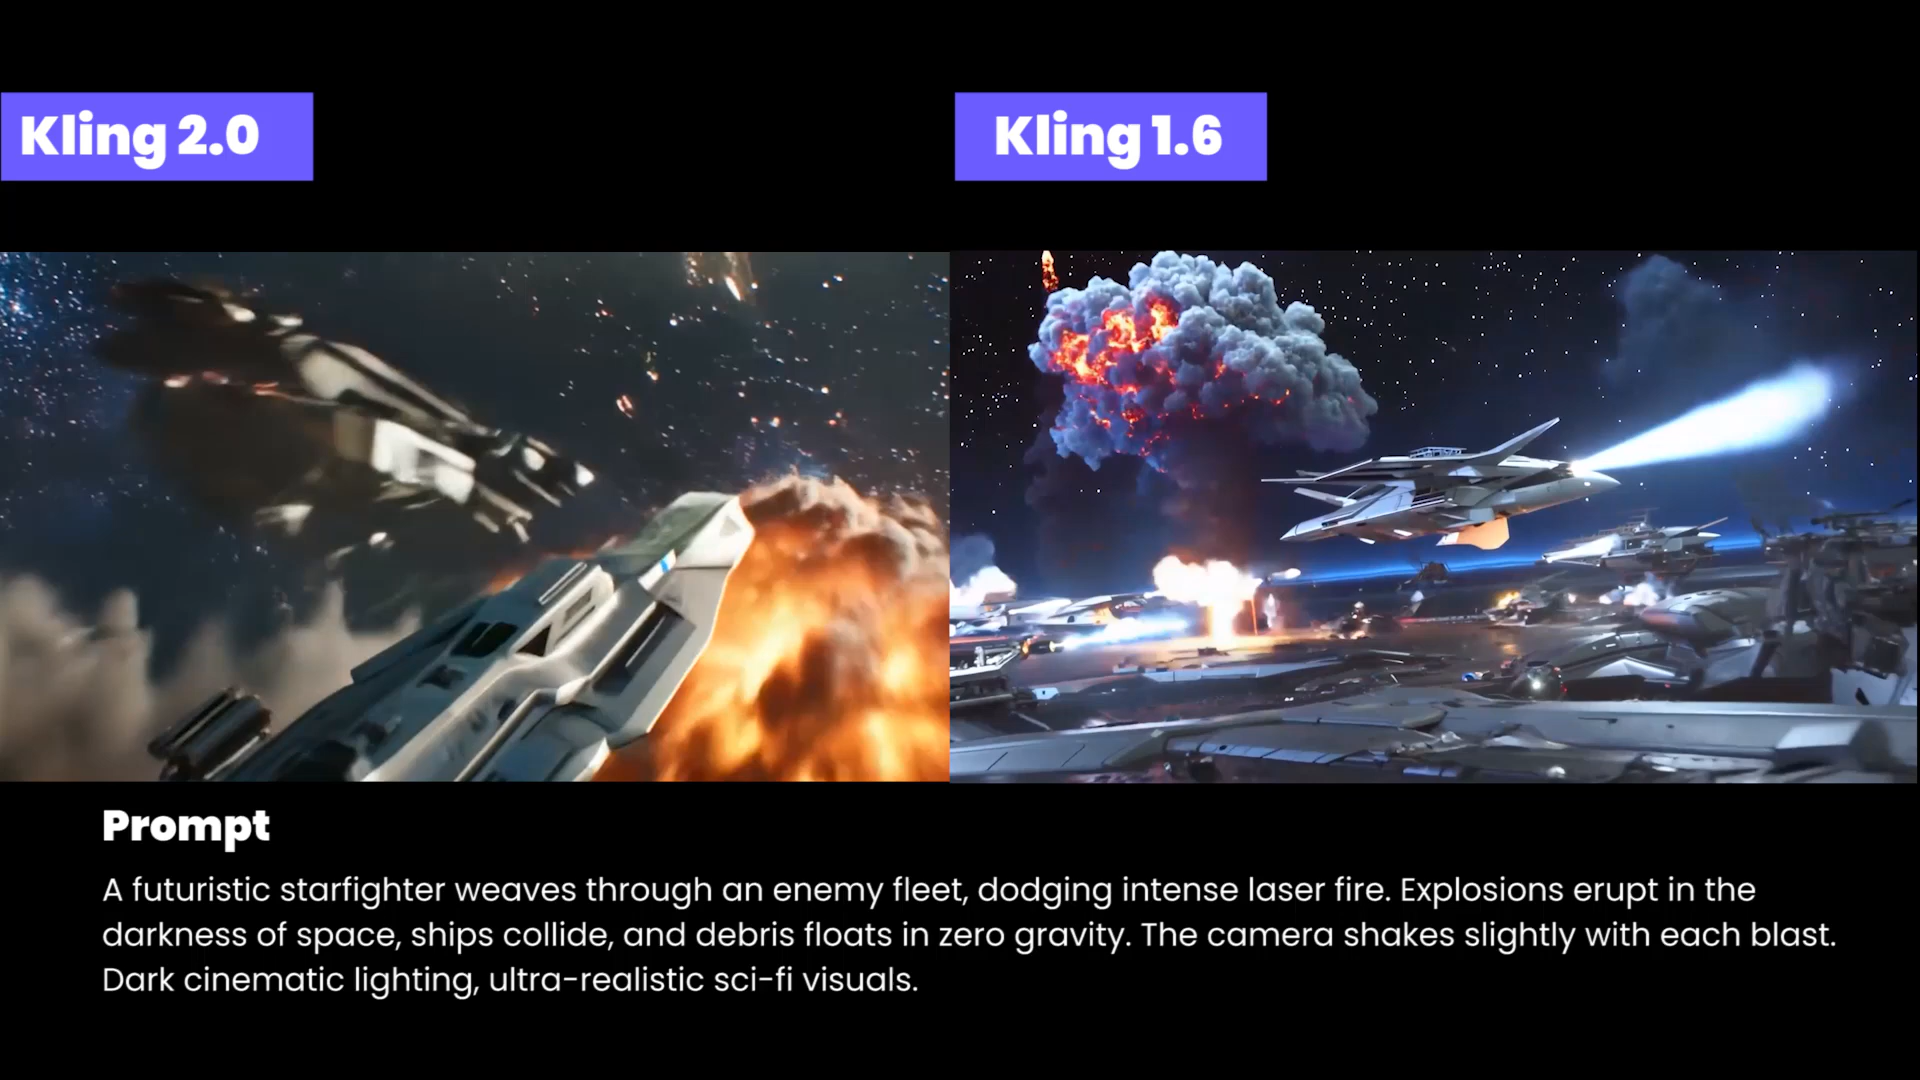 Kling 2.0
Kling 1.6
Prompt
A futuristic starfighter weaves through an enemy fleet, dodging intense laser fire. Explosions erupt in the
darkness of space, ships collide, and debris floats in zero gravity. The camera shakes slightly with each blast.
Dark cinematic lighting, ultra-realistic sci-fi visuals.